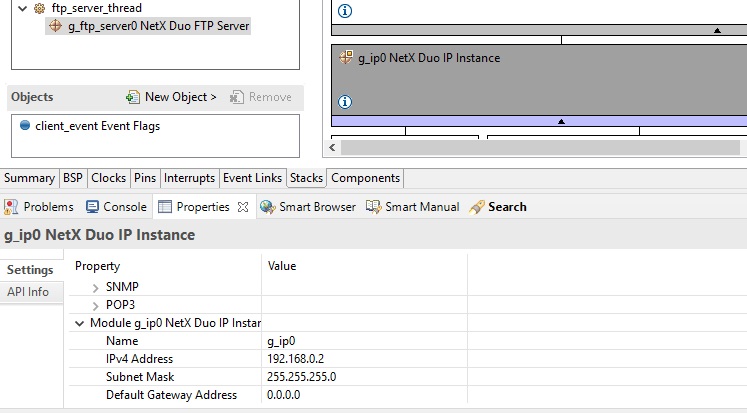 ftp_server_thread
g_ftp_server0 NetX Duo FTP Server
g_ip0 NetX Duo IP Instance
Objects
New Object >
Remove
client_event Event Flags
Summary BSP Clocks Pins Interrupts Event Links Stacks Components
Problems Console Properties Smart Browser Smart Manual Search
g_ip0 NetX Duo IP Instance
Settings
API Info
Property Value
SNMP
POP3
Module g_ip0 NetX Duo IP Instar
Name g_ip0
IPv4 Address 192.168.0.2
Subnet Mask 255.255.255.0
Default Gateway Address 0.0.0.0